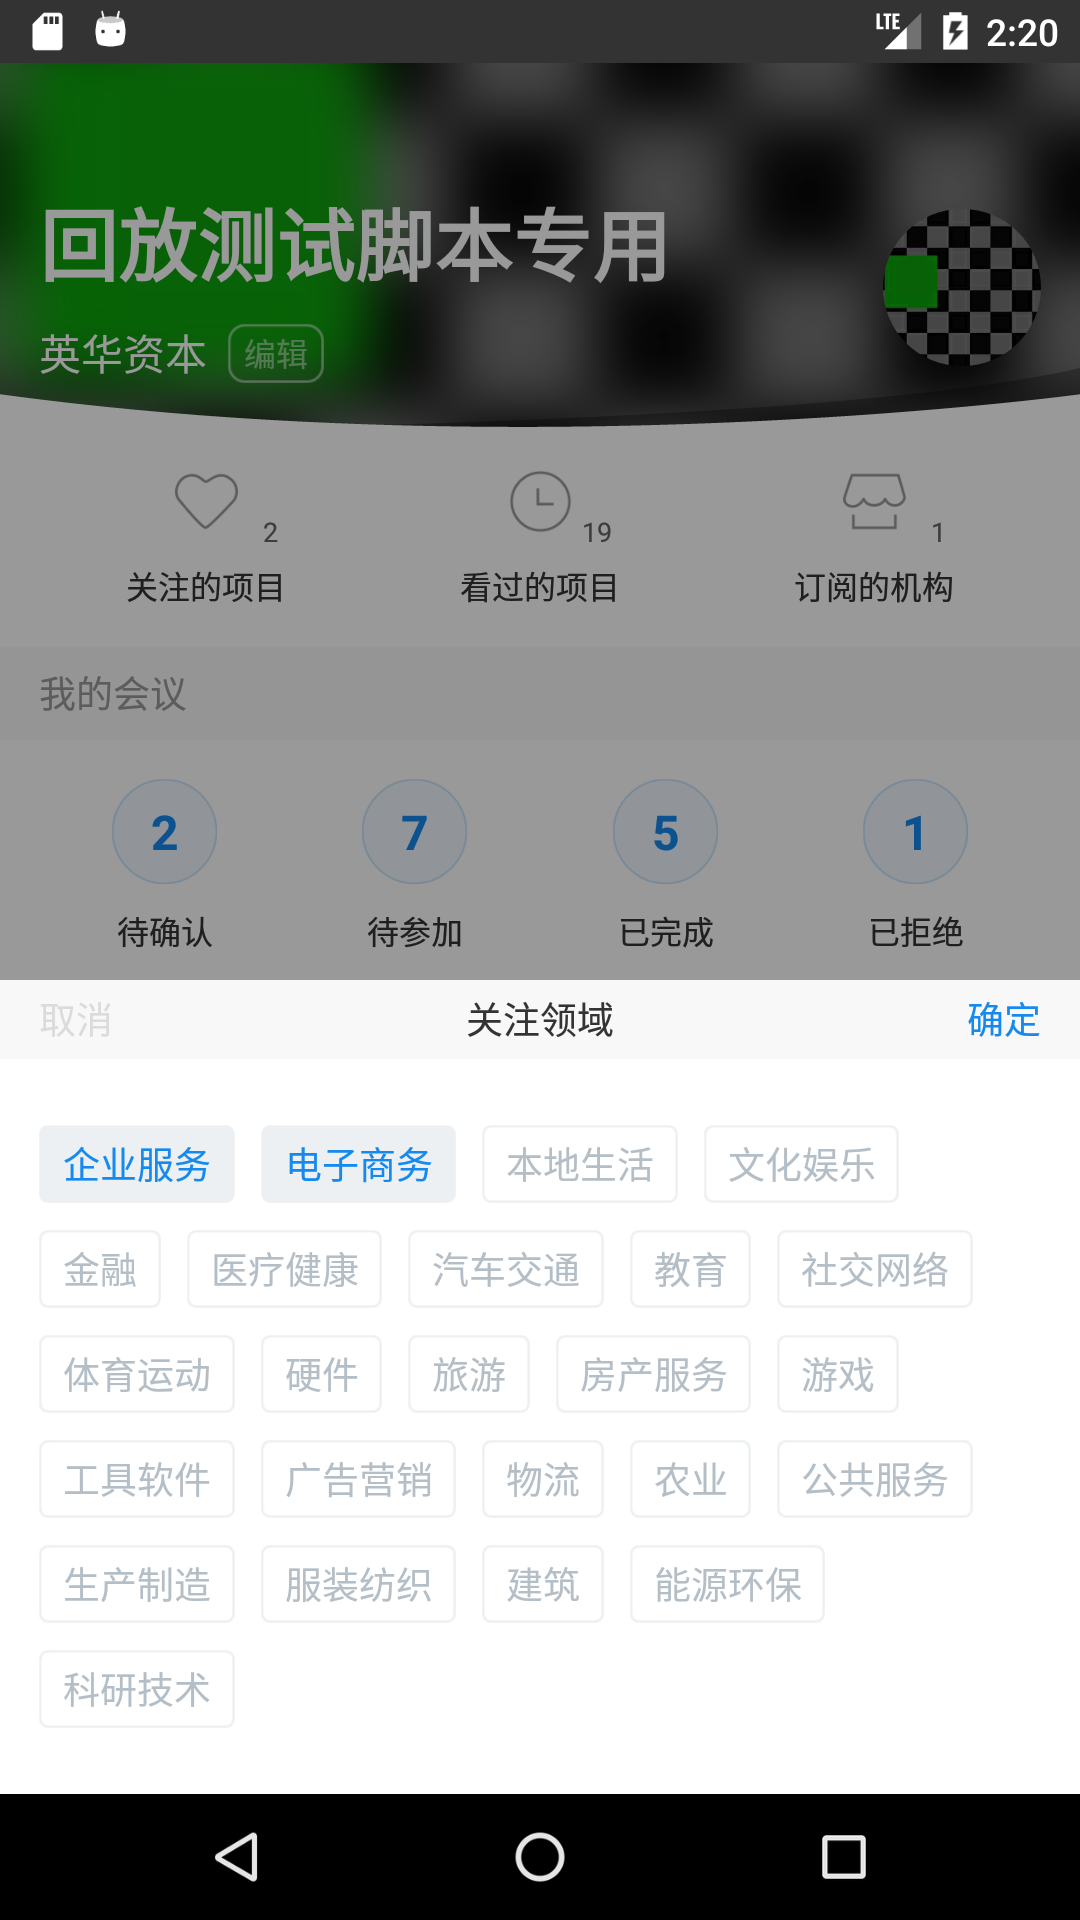 LTE 2:20
回放测试脚本专用
英华资本 编辑
2 19 1
关注的项目 看过的项目 订阅的机构
我的会议
2 7 5 1
待确认 待参加 已完成 已拒绝
取消 关注领域 确定
企业服务 电子商务 本地生活 文化娱乐
金融 医疗健康 汽车交通 教育 社交网络
体育运动 硬件 旅游 房产服务 游戏
工具软件 广告营销 物流 农业 公共服务
生产制造 服装纺织 建筑 能源环保
科研技术